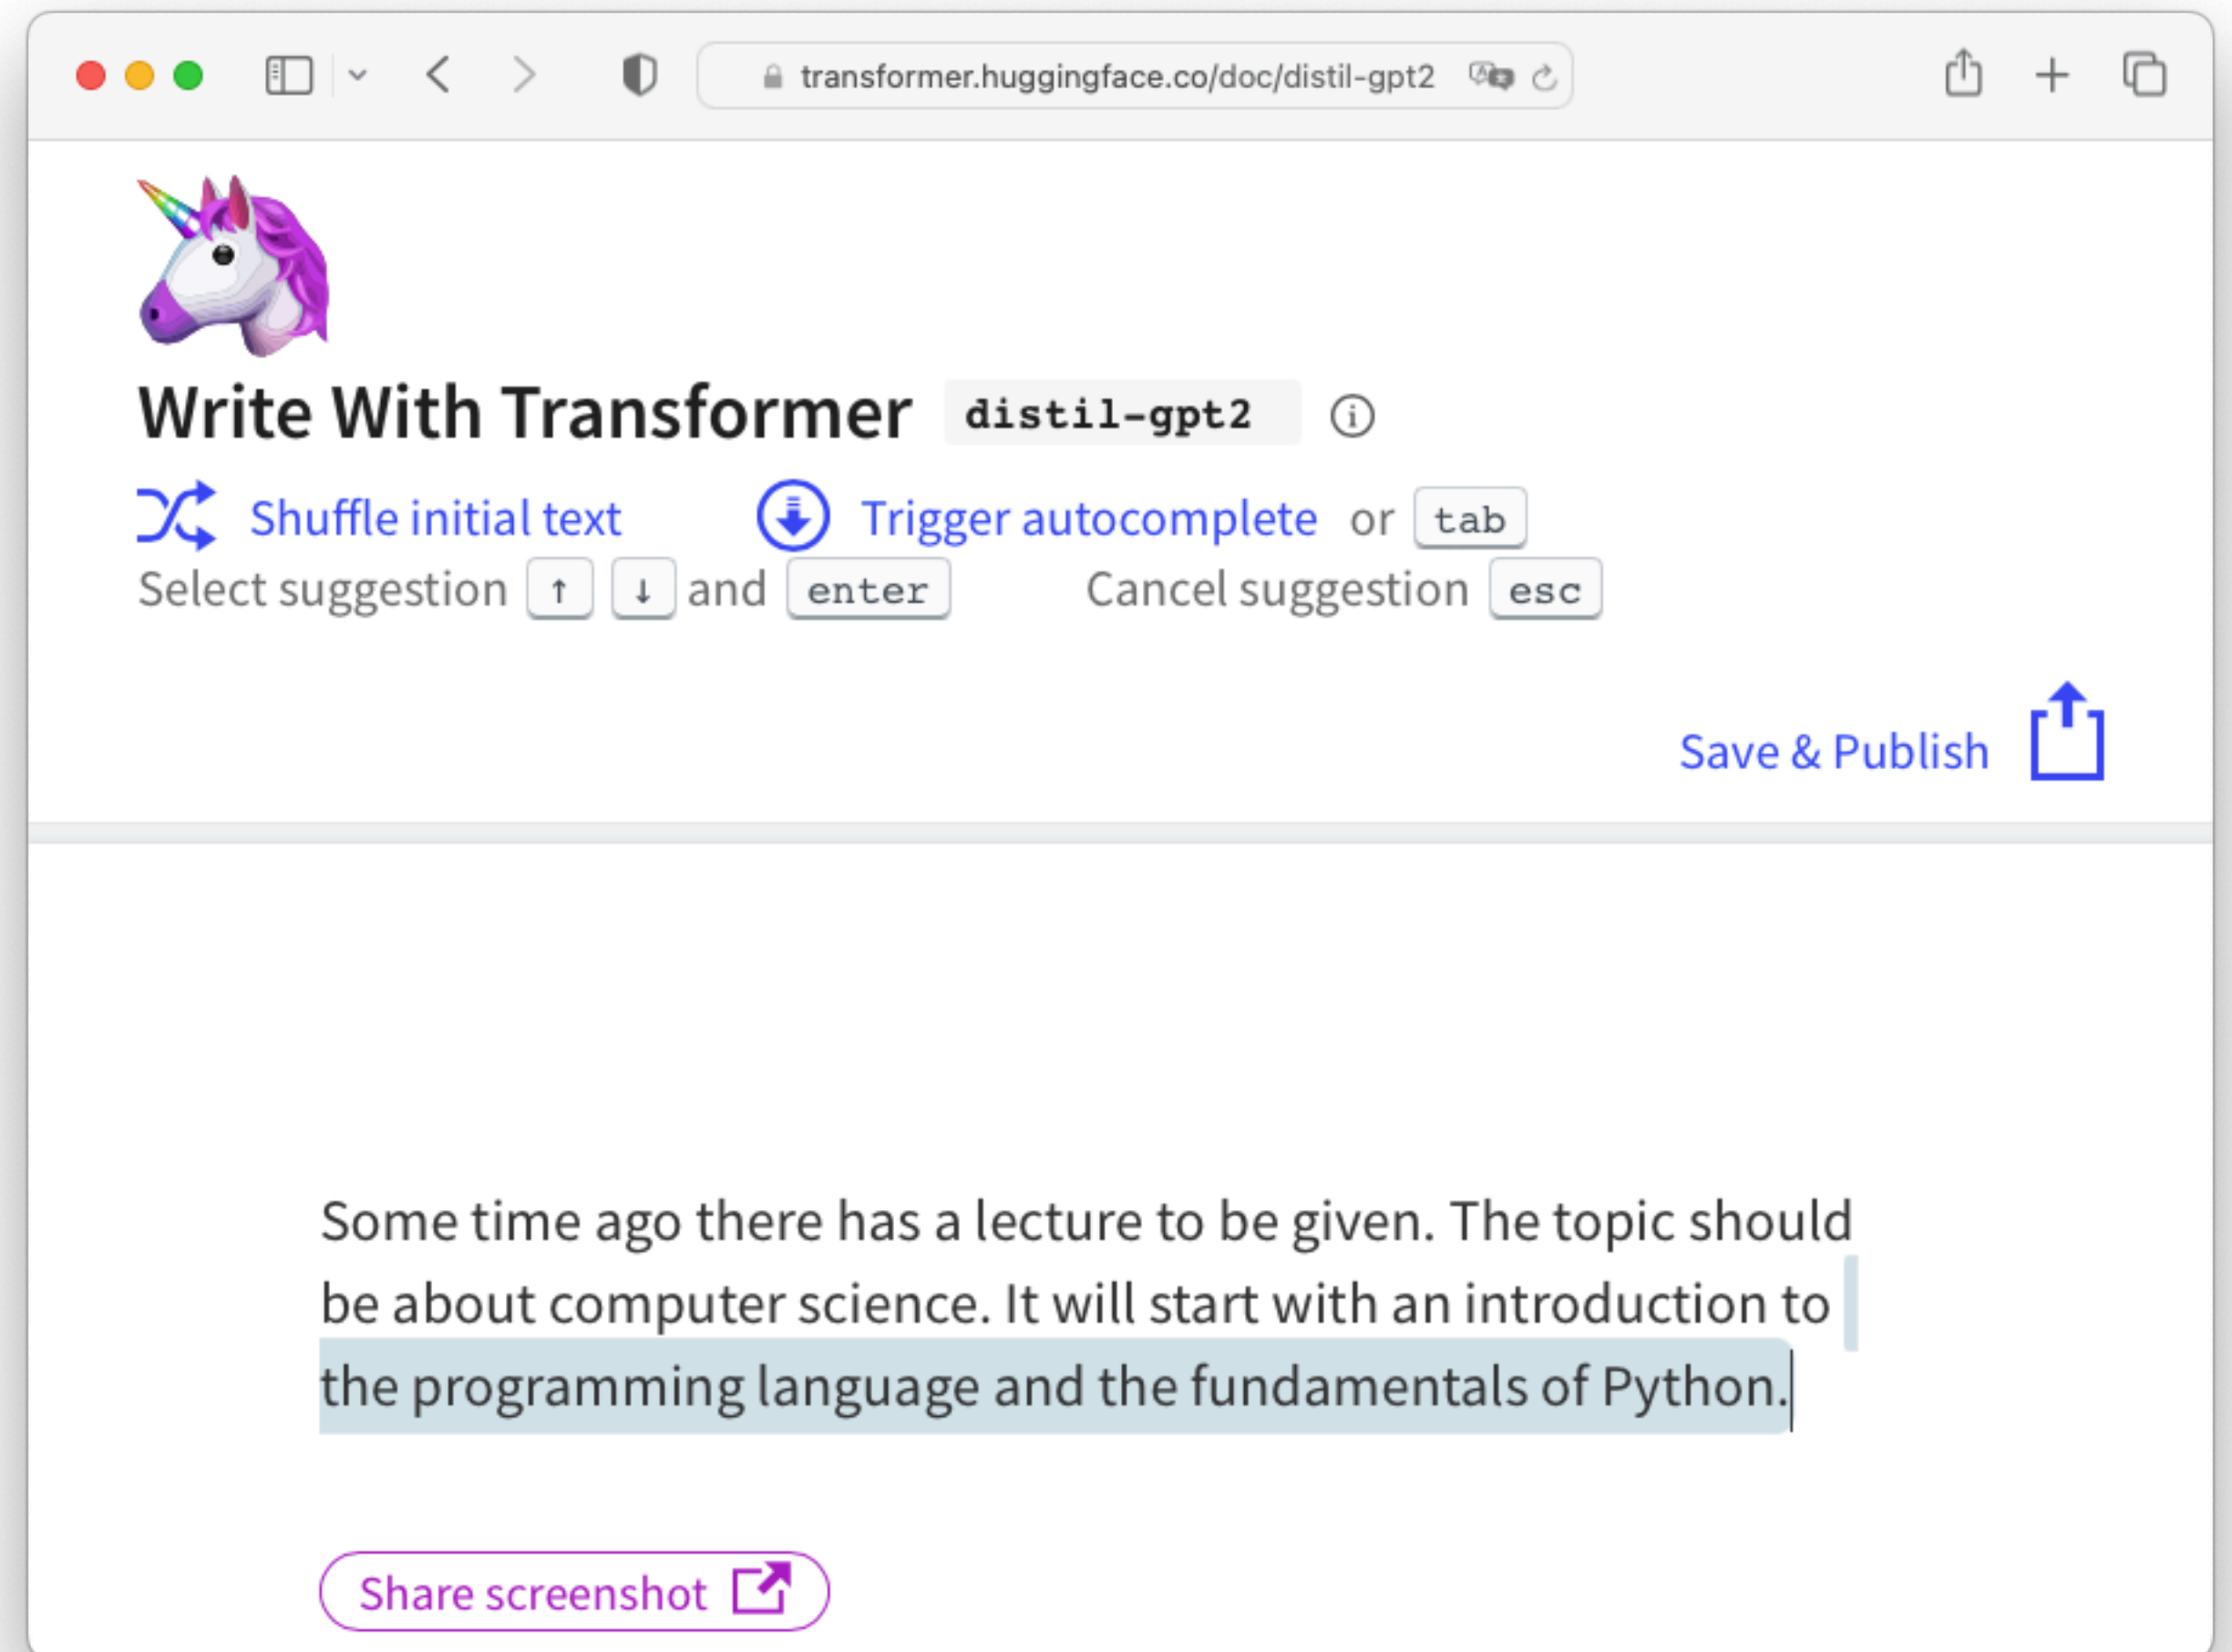 transformer.huggingface.co/doc/distil-gpt2
Write With Transformer distil-gpt2
Shuffle initial text Trigger autocomplete or tab
Select suggestion ↑ ↓ and enter Cancel suggestion esc
Save & Publish
Some time ago there has a lecture to be given. The topic should
be about computer science. It will start with an introduction to
the programming language and the fundamentals of Python.
Share screenshot